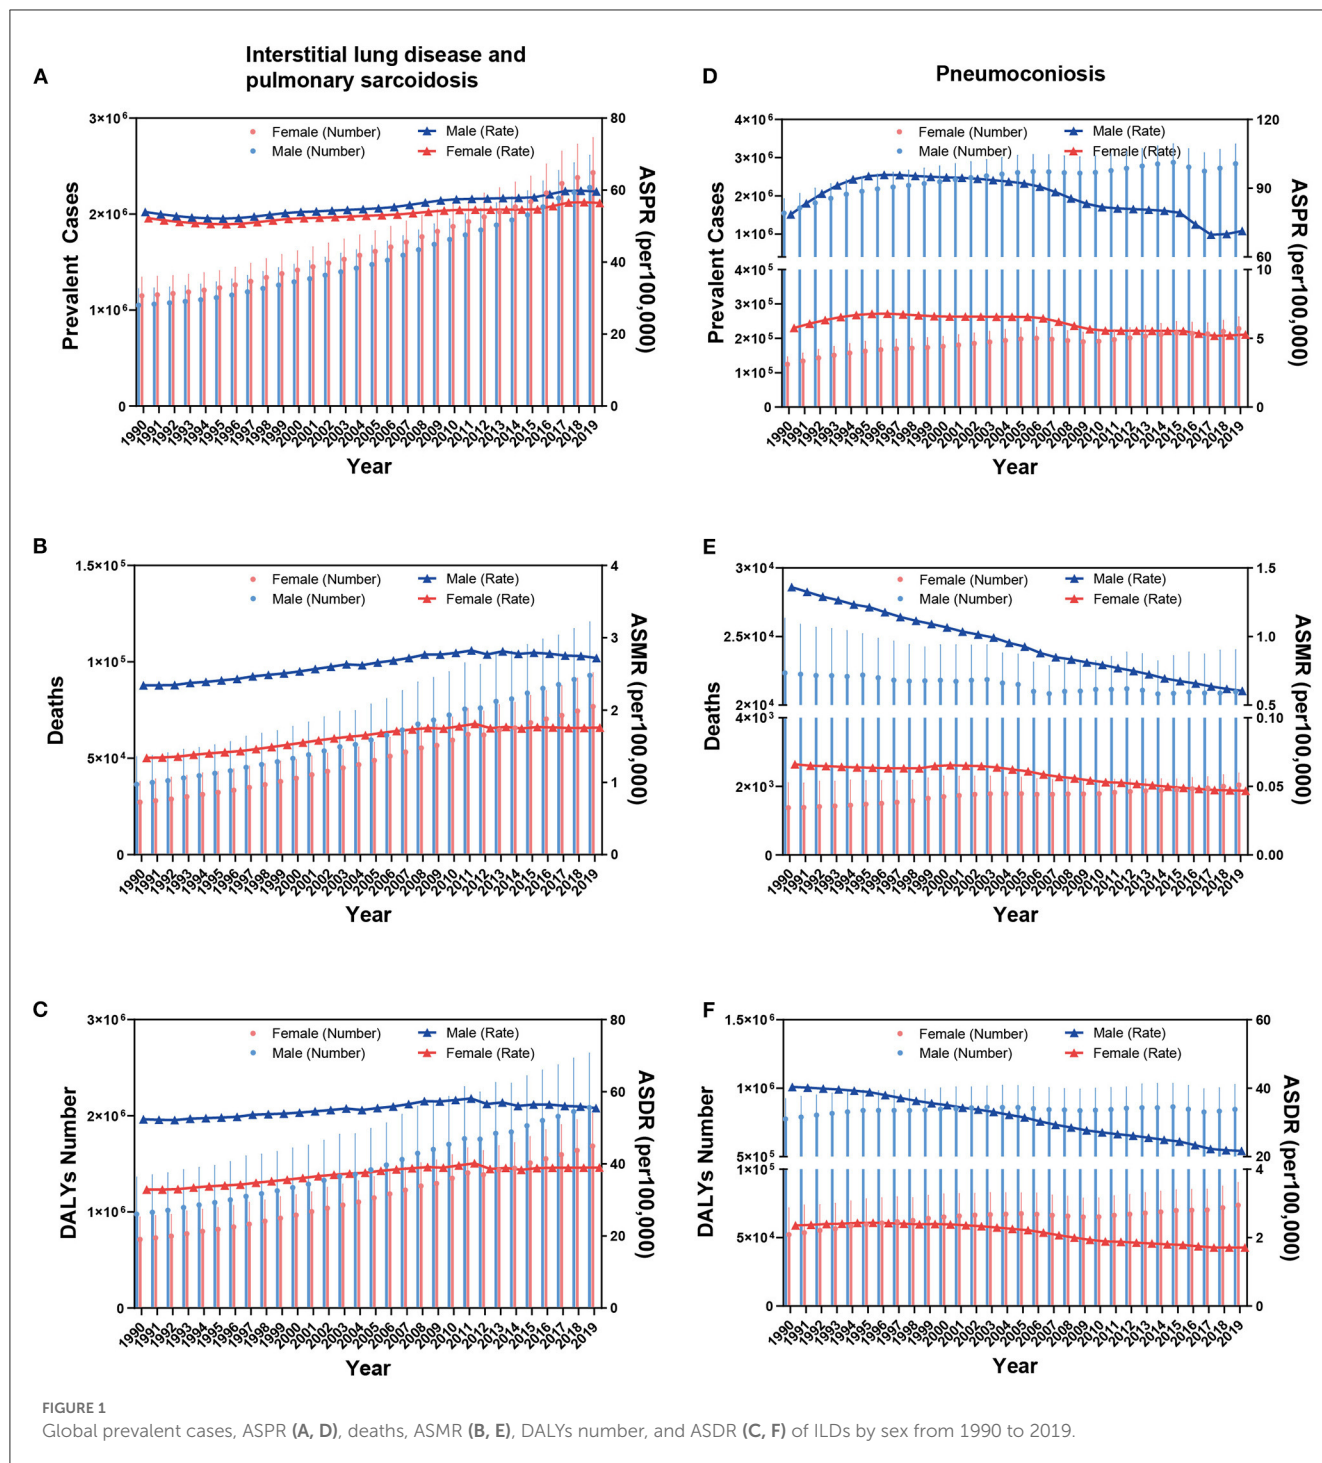 A
Interstitial lung disease and
pulmonary sarcoidosis
Female (Number)
Male (Number)
Male (Rate)
Female (Rate)
3×10⁶
2×10⁶
1×10⁶
0
Prevalent Cases
80
60
40
20
0
ASPR (per100,000)
1990 1991 1992 1993 1994 1995 1996 1997 1998 1999 2000 2001 2002 2003 2004 2005 2006 2007 2008 2009 2010 2011 2012 2013 2014 2015 2016 2017 2018 2019
Year
D
Pneumoconiosis
Male (Rate)
Female (Rate)
Female (Number)
Male (Number)
4×10⁶
3×10⁶
2×10⁶
1×10⁶
4×10⁵
3×10⁵
2×10⁵
1×10⁵
0
Prevalent Cases
120
90
60
10
5
0
ASPR (per100,000)
1990 1991 1992 1993 1994 1995 1996 1997 1998 1999 2000 2001 2002 2003 2004 2005 2006 2007 2008 2009 2010 2011 2012 2013 2014 2015 2016 2017 2018 2019
Year
B
Female (Number)
Male (Number)
Male (Rate)
Female (Rate)
1.5×10⁵
1×10⁵
5×10⁴
0
Deaths
4
3
2
1
0
ASMR (per100,000)
1990 1991 1992 1993 1994 1995 1996 1997 1998 1999 2000 2001 2002 2003 2004 2005 2006 2007 2008 2009 2010 2011 2012 2013 2014 2015 2016 2017 2018 2019
Year
E
Female (Number)
Male (Number)
Male (Rate)
Female (Rate)
3×10⁴
2.5×10⁴
2×10⁴
4×10³
2×10³
0
Deaths
1.5
1.0
0.5
0.10
0.05
0.00
ASMR (per100,000)
1990 1991 1992 1993 1994 1995 1996 1997 1998 1999 2000 2001 2002 2003 2004 2005 2006 2007 2008 2009 2010 2011 2012 2013 2014 2015 2016 2017 2018 2019
Year
C
Female (Number)
Male (Number)
Male (Rate)
Female (Rate)
3×10⁶
2×10⁶
1×10⁶
0
DALYs Number
80
60
40
20
0
ASDR (per100,000)
1990 1991 1992 1993 1994 1995 1996 1997 1998 1999 2000 2001 2002 2003 2004 2005 2006 2007 2008 2009 2010 2011 2012 2013 2014 2015 2016 2017 2018 2019
Year
F
Female (Number)
Male (Number)
Male (Rate)
Female (Rate)
1.5×10⁶
1×10⁶
5×10⁵
1×10⁵
5×10⁴
0
DALYs Number
60
40
20
4
2
0
ASDR (per100,000)
1990 1991 1992 1993 1994 1995 1996 1997 1998 1999 2000 2001 2002 2003 2004 2005 2006 2007 2008 2009 2010 2011 2012 2013 2014 2015 2016 2017 2018 2019
Year
FIGURE 1
Global prevalent cases, ASPR (A, D), deaths, ASMR (B, E), DALYs number, and ASDR (C, F) of ILDs by sex from 1990 to 2019.